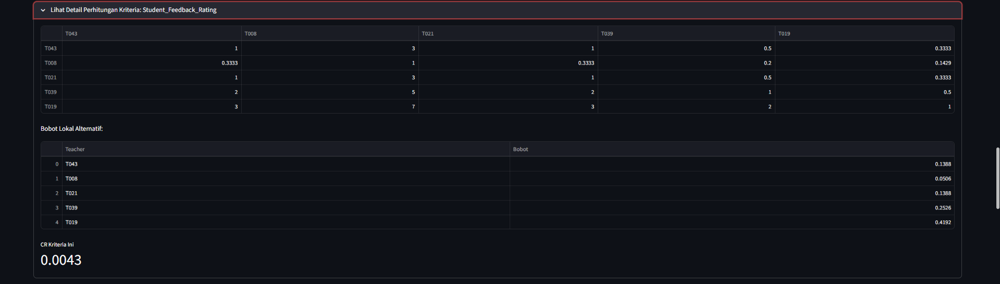 Lihat Detail Perhitungan Kriteria: Student_Feedback_Rating
T043 T008 T021 T039 T019
T043 1 3 1 0.5 0.3333
T008 0.3333 1 0.3333 0.2 0.1429
T021 1 3 1 0.5 0.3333
T039 2 5 2 1 0.5
T019 3 7 3 2 1
Bobot Lokal Alternatif:
Teacher Bobot
0 T043 0.1388
1 T008 0.0506
2 T021 0.1388
3 T039 0.2526
4 T019 0.4192
CR Kriteria Ini
0.0043